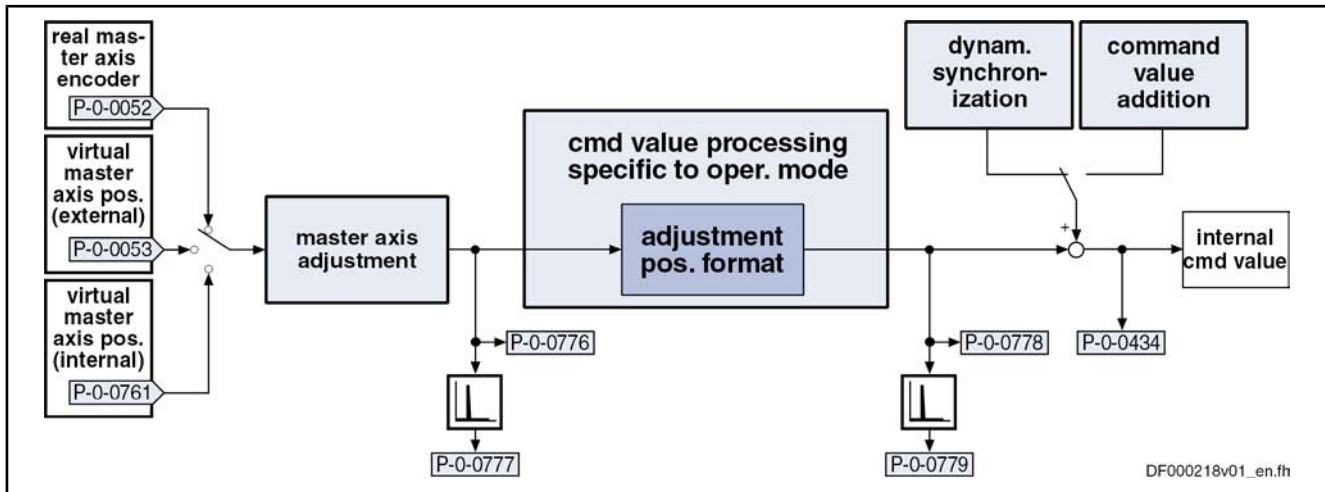 real mas-
ter axis
encoder
P-0-0052
virtual
master
axis pos.
(external)
P-0-0053
virtual
master
axis pos.
(internal)
P-0-0761
master axis
adjustment
P-0-0776
P-0-0777
cmd value processing
specific to oper. mode
adjustment
pos. format
P-0-0778
P-0-0779
dynam.
synchron-
ization
command
value
addition
+
P-0-0434
internal
cmd value
DF000218v01_en.fh